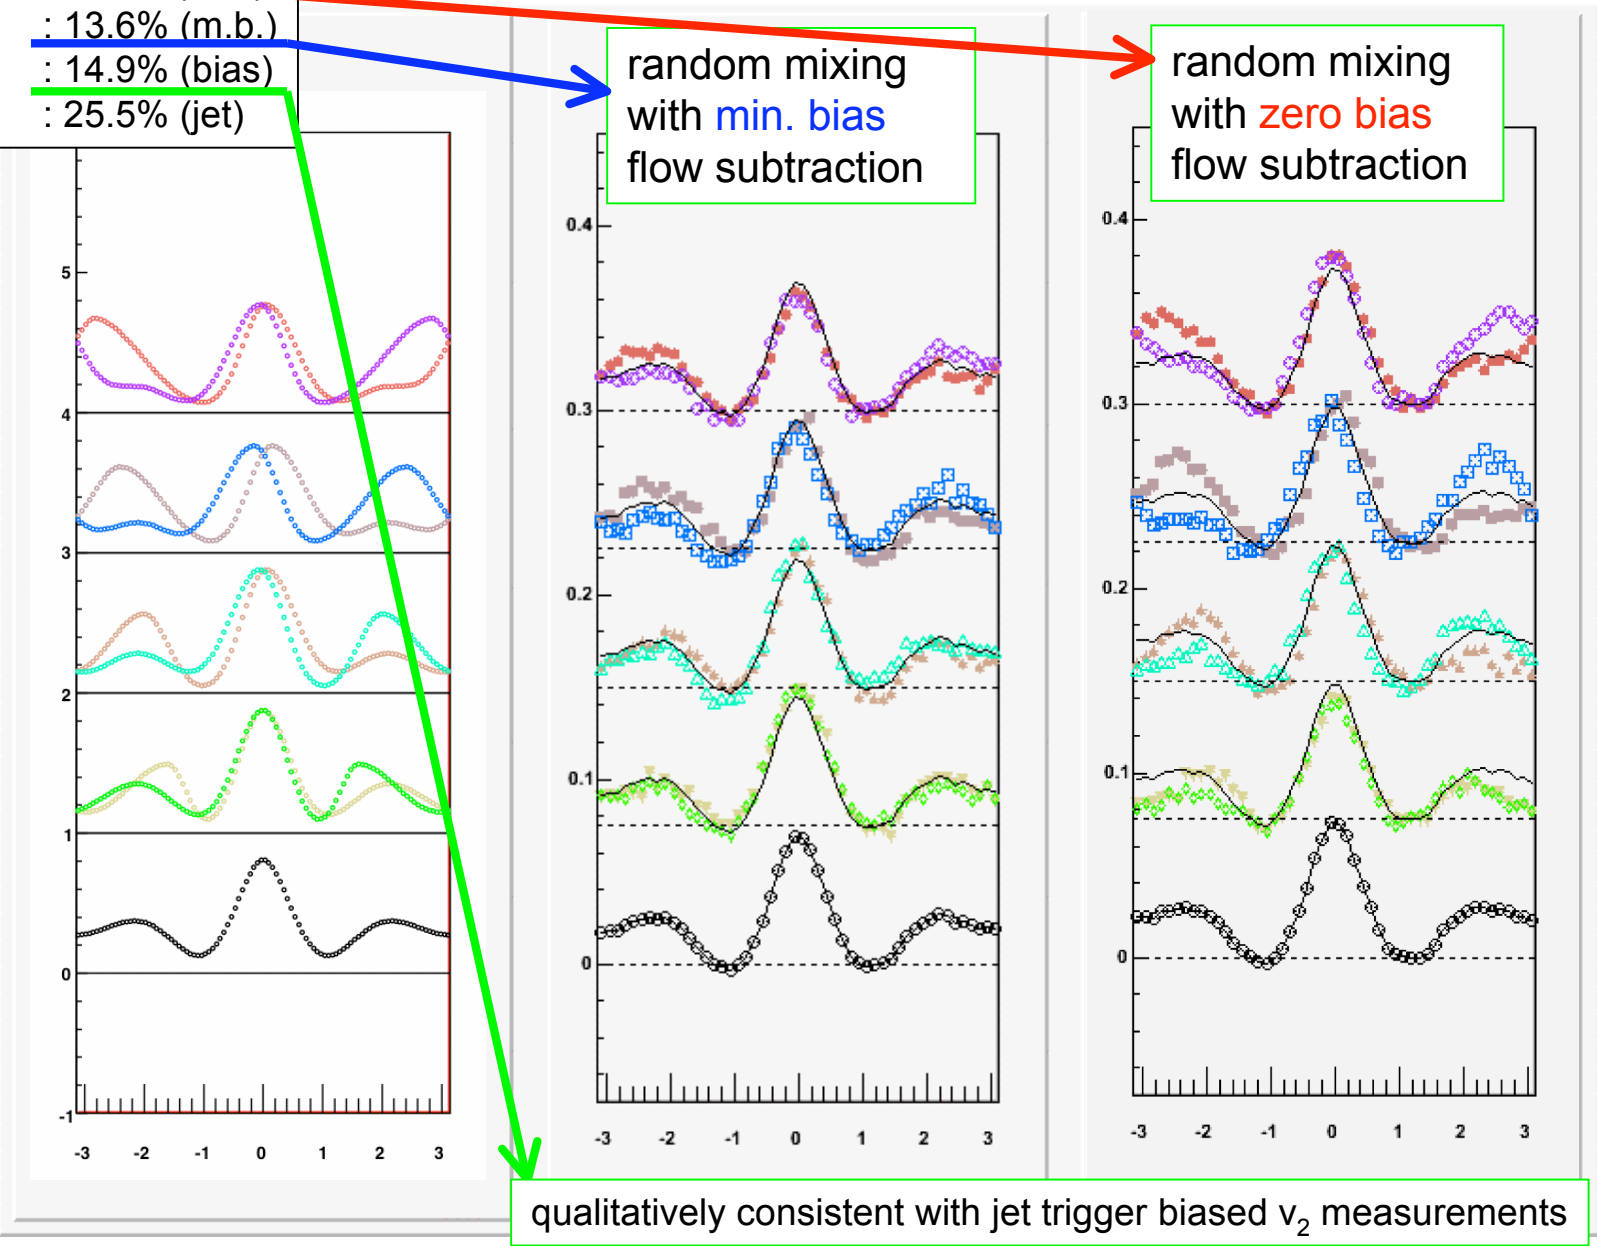 : 13.6% (m.b.)
: 14.9% (bias)
: 25.5% (jet)
random mixing
with min. bias
flow subtraction
random mixing
with zero bias
flow subtraction
5
4
3
2
1
0
-1
-3 -2 -1 0 1 2 3
0.4
0.3
0.2
0.1
0
-3 -2 -1 0 1 2 3
0.4
0.3
0.2
0.1
0
-3 -2 -1 0 1 2 3
qualitatively consistent with jet trigger biased v2 measurements